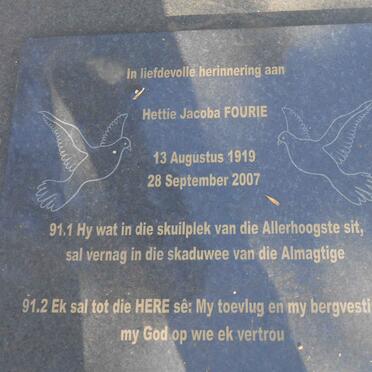 In liefdevolle herinnering aan
Hettie Jacoba FOURIE
13 Augustus 1919
28 September 2007
91.1 Hy wat in die skuilplek van die Allerhoogste sit,
sal vernag in die skaduwee van die Almagtige
91.2 Ek sal tot die HERE sê: My toevlug en my bergvesti
my God op wie ek vertrou